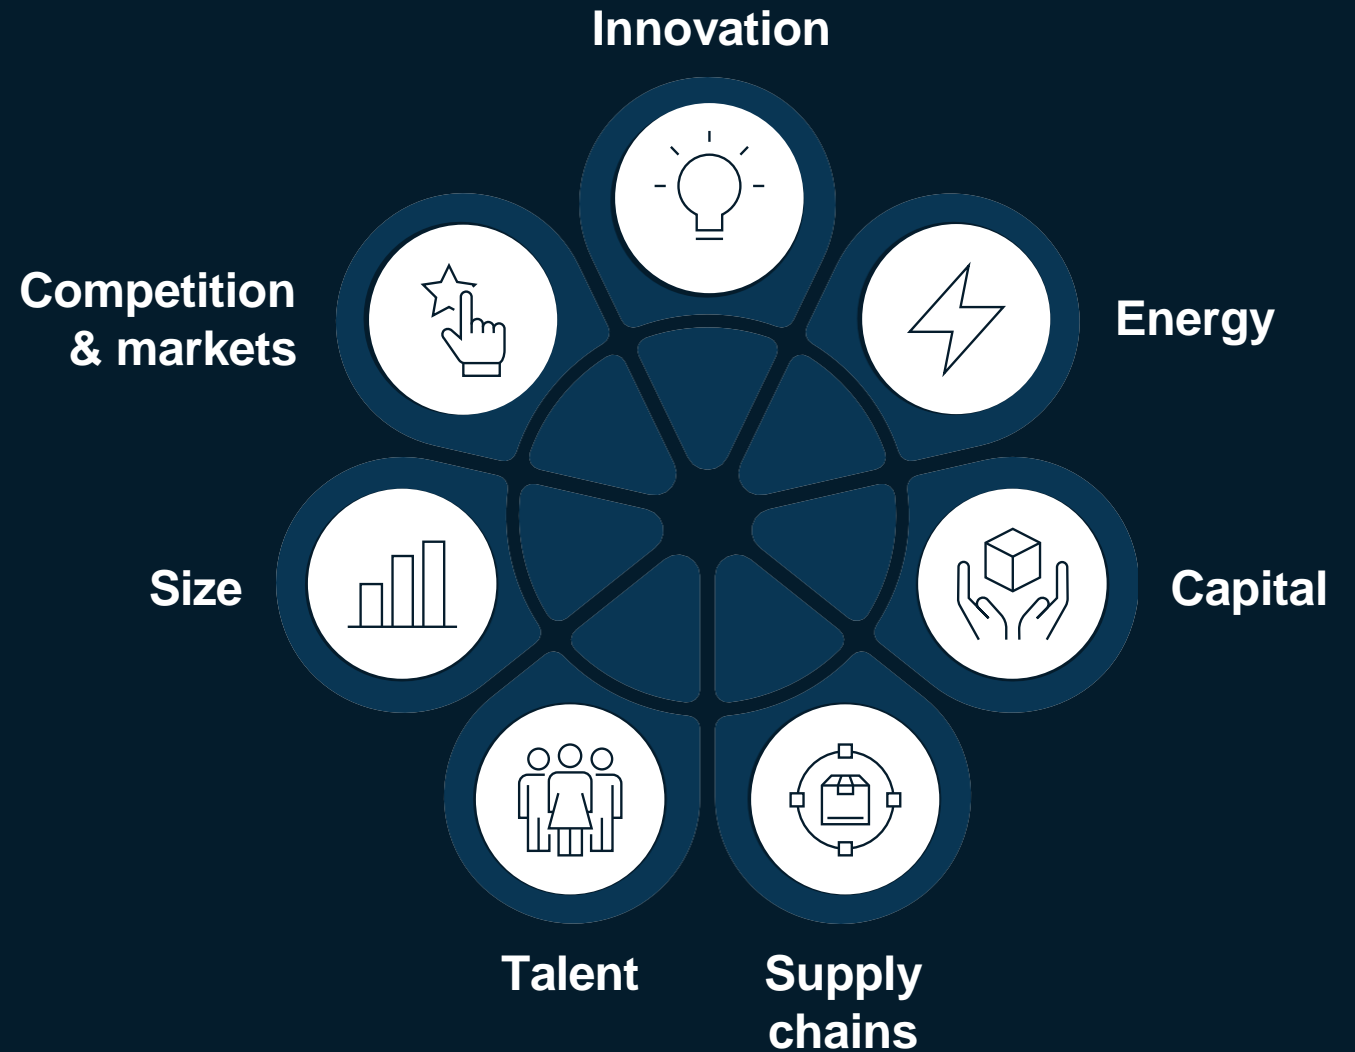 Innovation
Competition
& markets
Energy
Size
Capital
Talent
Supply
chains